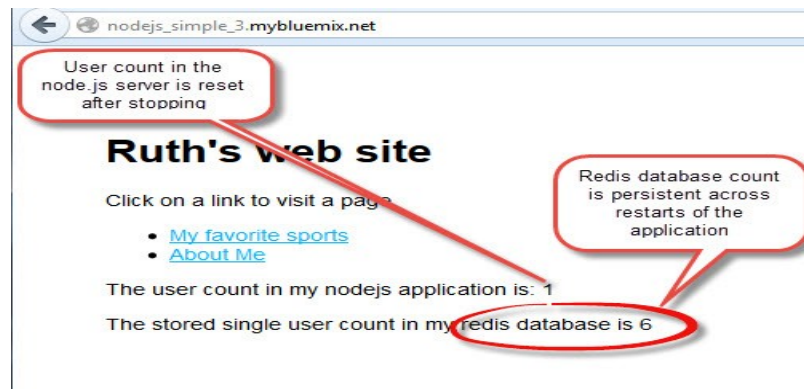 nodejs_simple_3.mybluemix.net
User count in the
node.js server is reset
after stopping
Ruth's web site
Click on a link to visit a page
Redis database count
is persistent across
restarts of the
application
My favorite sports
About Me
The user count in my nodejs application is: 1
The stored single user count in my redis database is 6